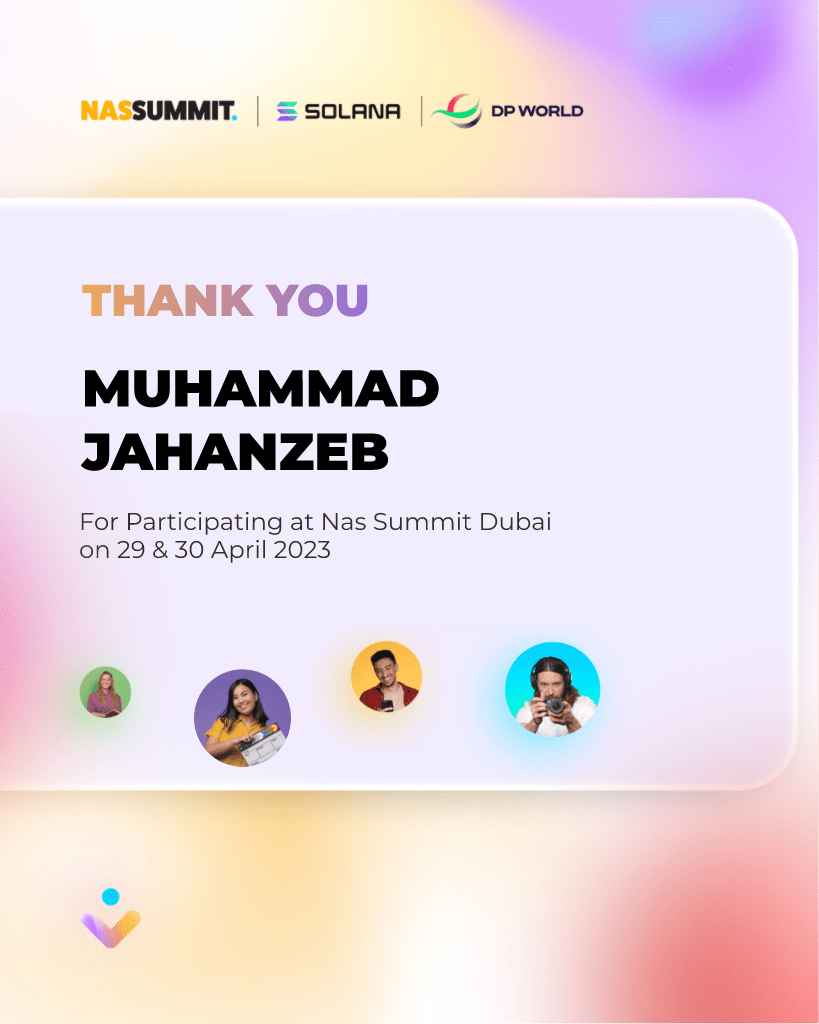 NASSUMMIT. | SOLANA | DP WORLD
THANK YOU
MUHAMMAD
JAHANZEB
For Participating at Nas Summit Dubai
on 29 & 30 April 2023